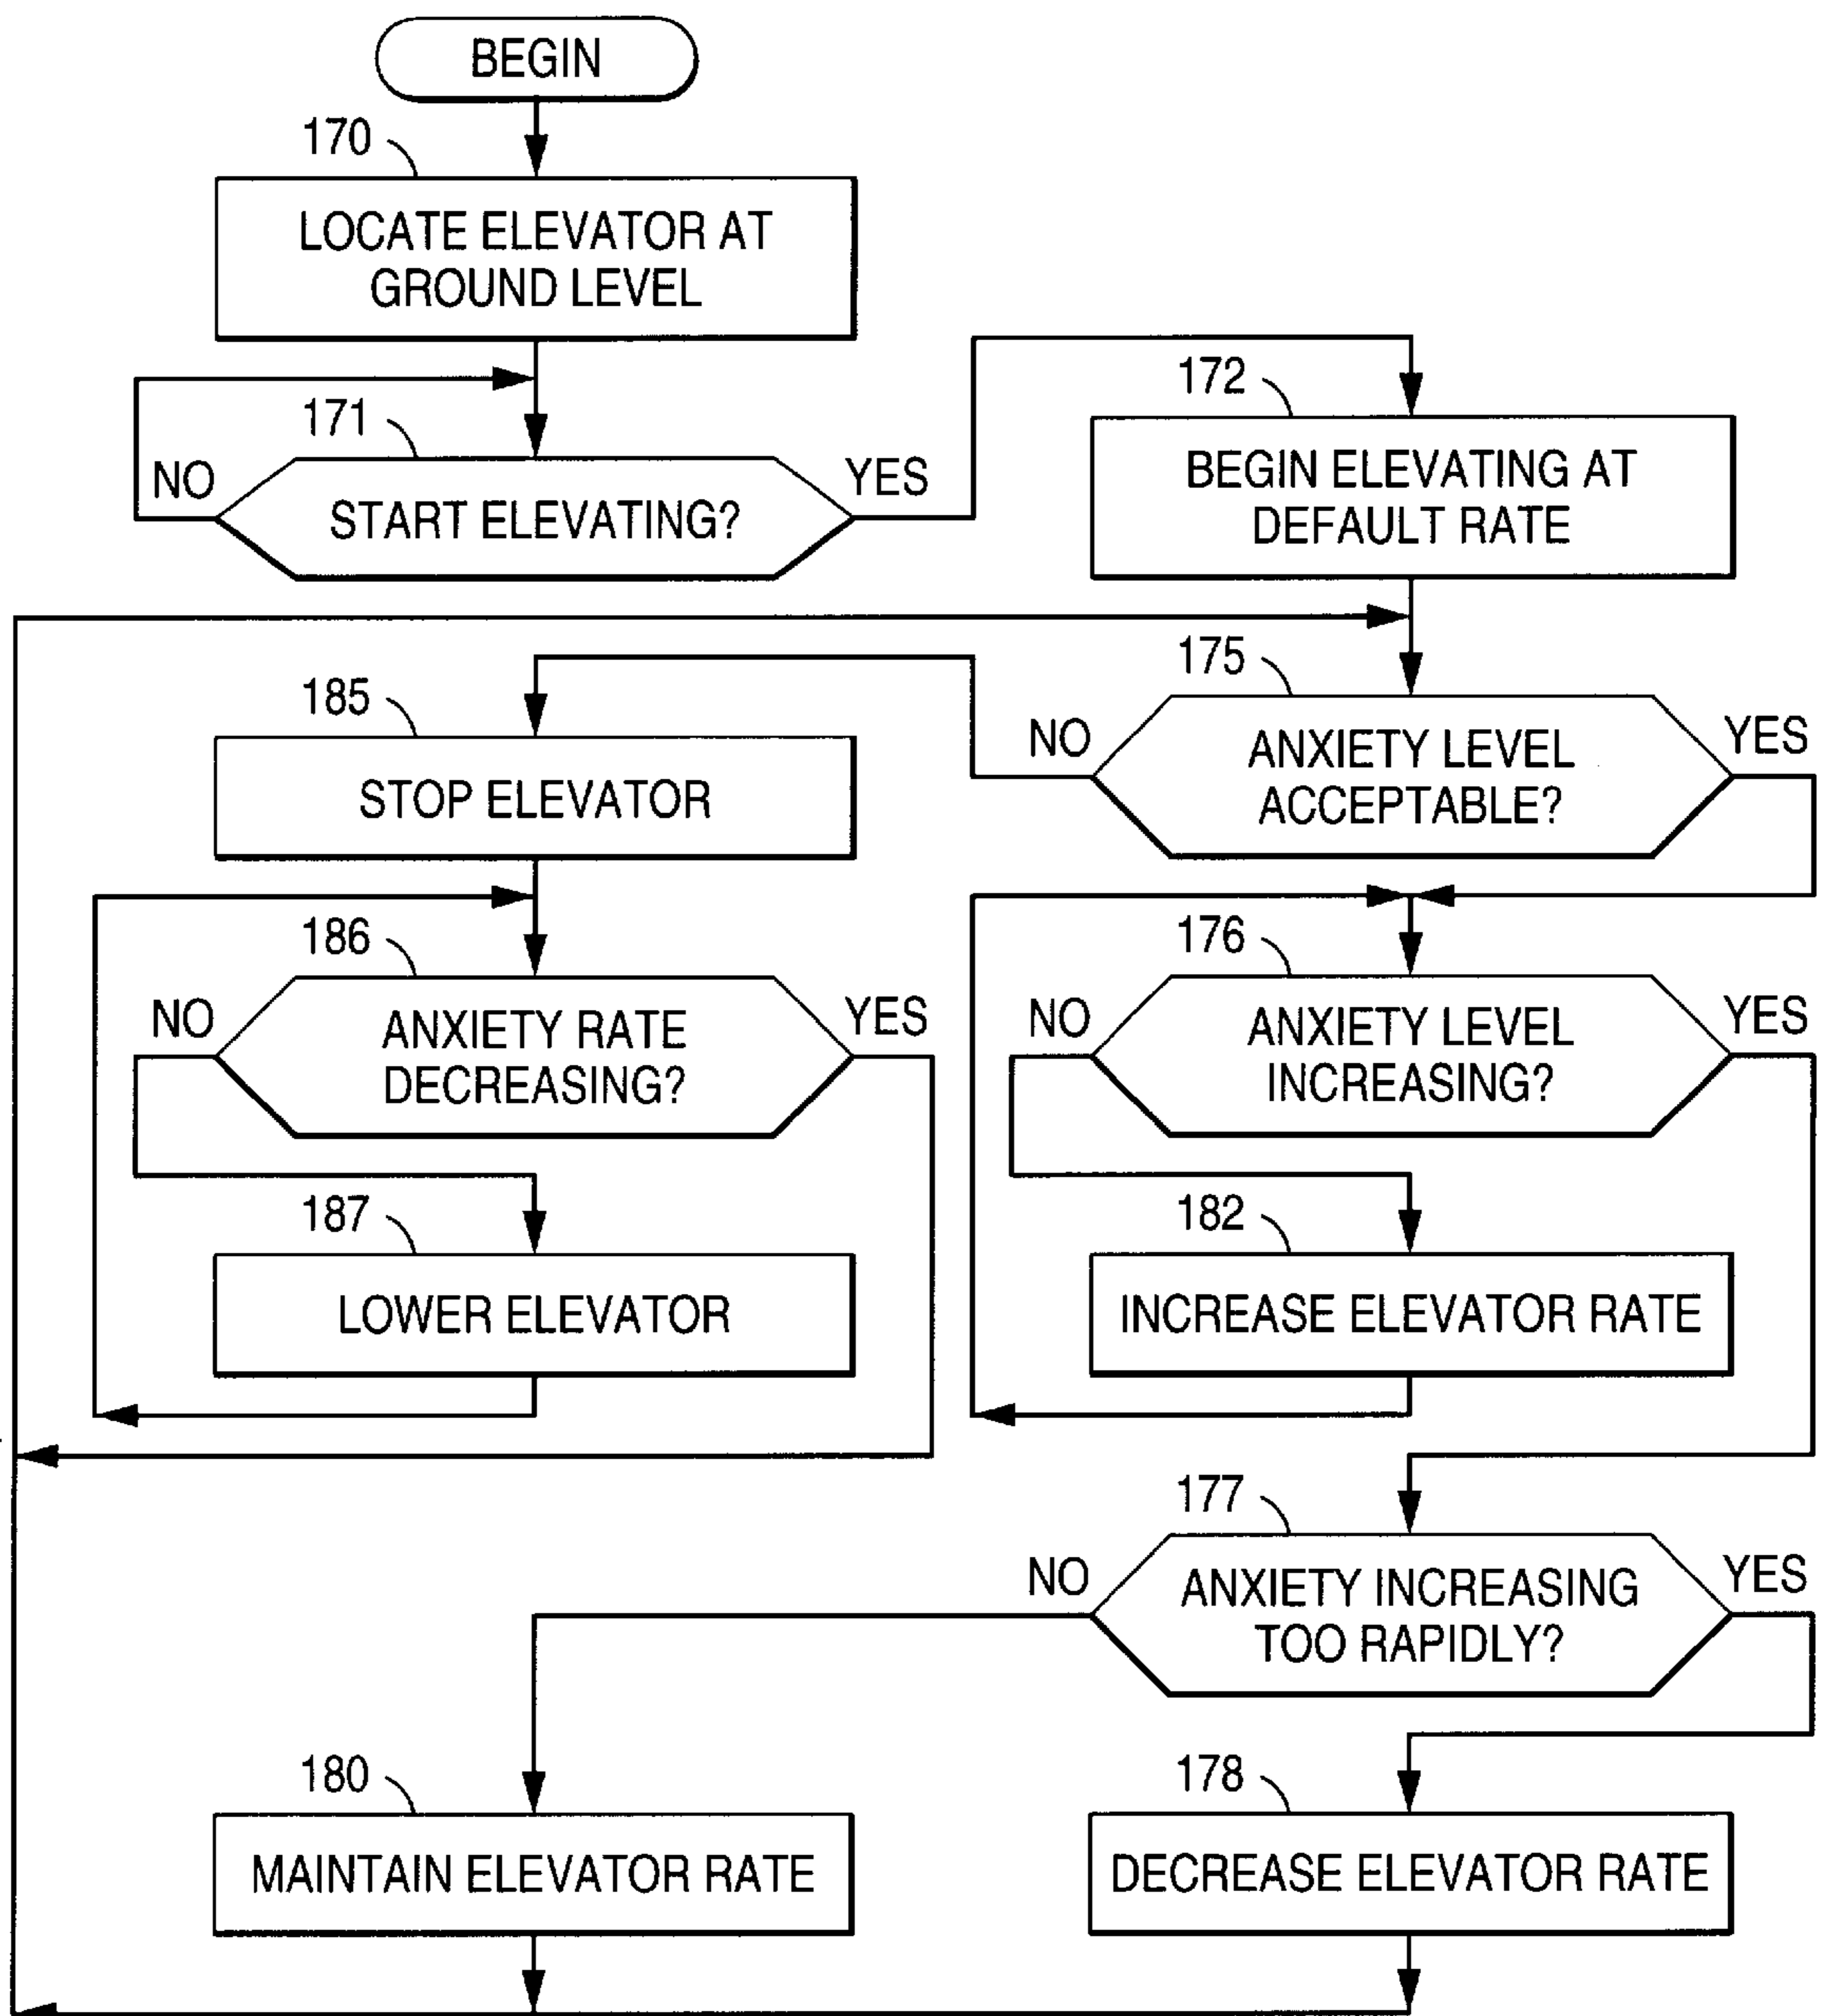 BEGIN
170
LOCATE ELEVATOR AT
GROUND LEVEL
171
NO
YES
START ELEVATING?
172
BEGIN ELEVATING AT
DEFAULT RATE
175
NO
YES
ANXIETY LEVEL
ACCEPTABLE?
185
STOP ELEVATOR
186
NO
YES
ANXIETY RATE
DECREASING?
176
NO
YES
ANXIETY LEVEL
INCREASING?
187
LOWER ELEVATOR
182
INCREASE ELEVATOR RATE
177
NO
YES
ANXIETY INCREASING
TOO RAPIDLY?
180
MAINTAIN ELEVATOR RATE
178
DECREASE ELEVATOR RATE